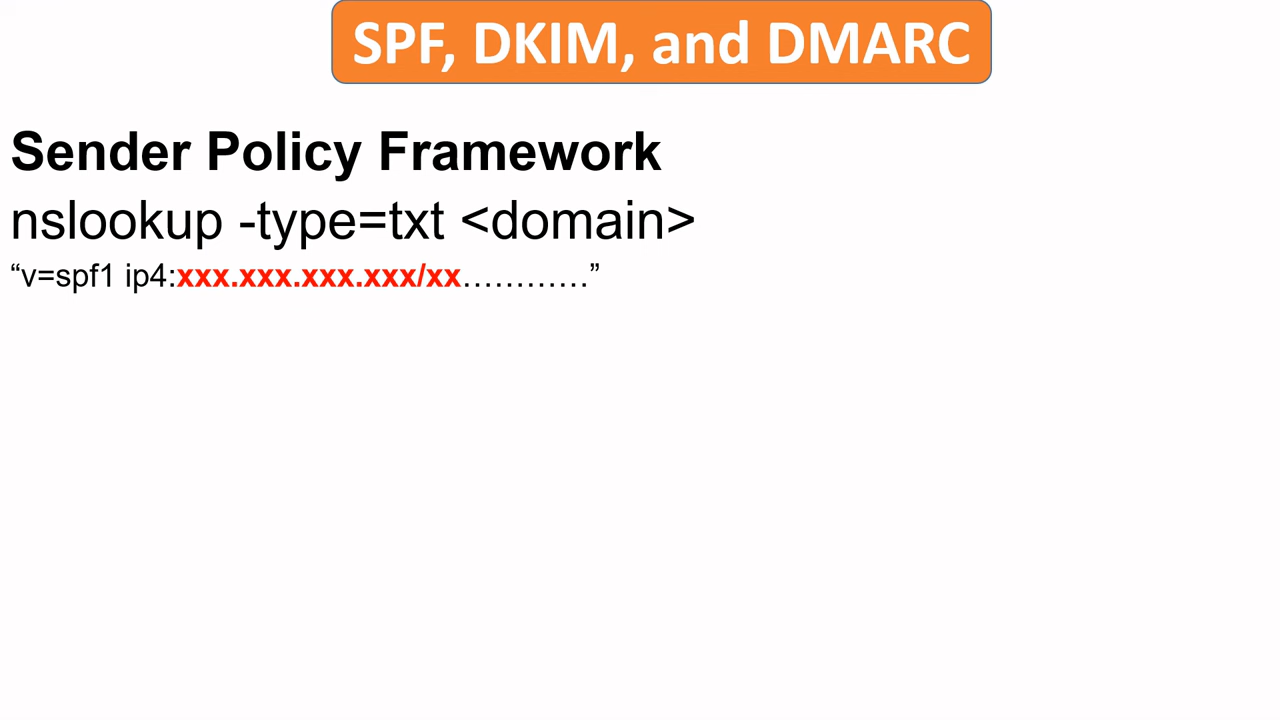 SPF, DKIM, and DMARC
Sender Policy Framework
nslookup -type=txt <domain>
“v=spf1 ip4:xxx.xxx.xxx.xxx/xx…………”